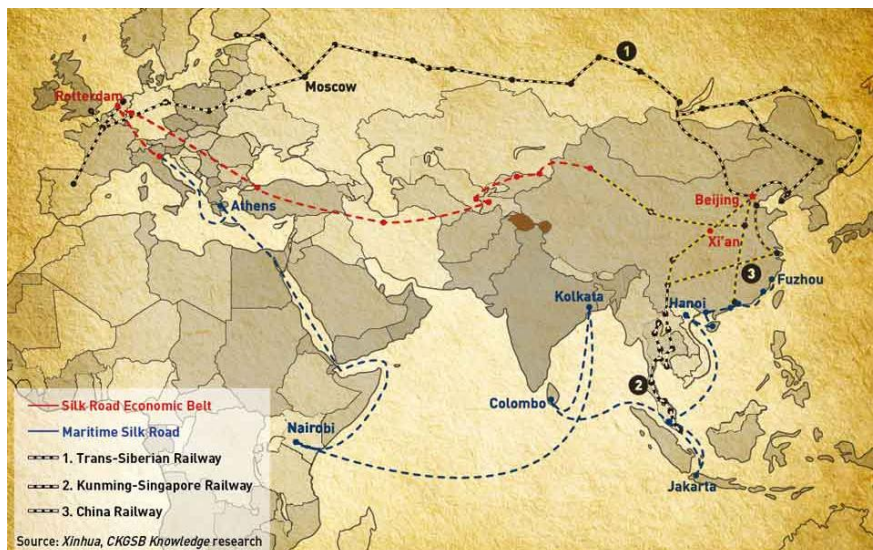 1
Moscow
Rotterdam
Beijing
Athens
Xi'an
3
Fuzhou
Kolkata
Hanoi
2
Colombo
Nairobi
Jakarta
Silk Road Economic Belt
Maritime Silk Road
1. Trans-Siberian Railway
2. Kunming-Singapore Railway
3. China Railway
Source: Xinhua, CKGSB Knowledge research